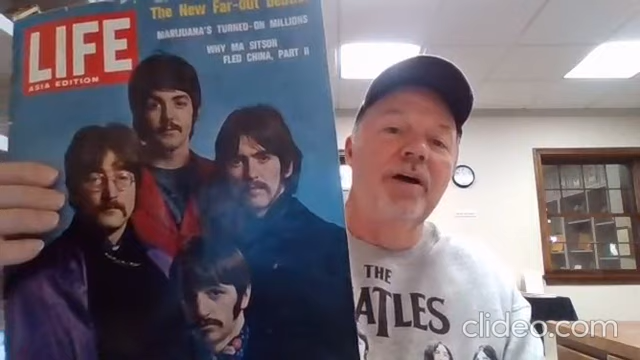 The New Far-out Beatles
MARIJUANA'S TURNED-ON MILLIONS
LIFE
WHY MA SITSON
FLED CHINA, PART II
ASIA EDITION
THE
ATLES
clideo.com